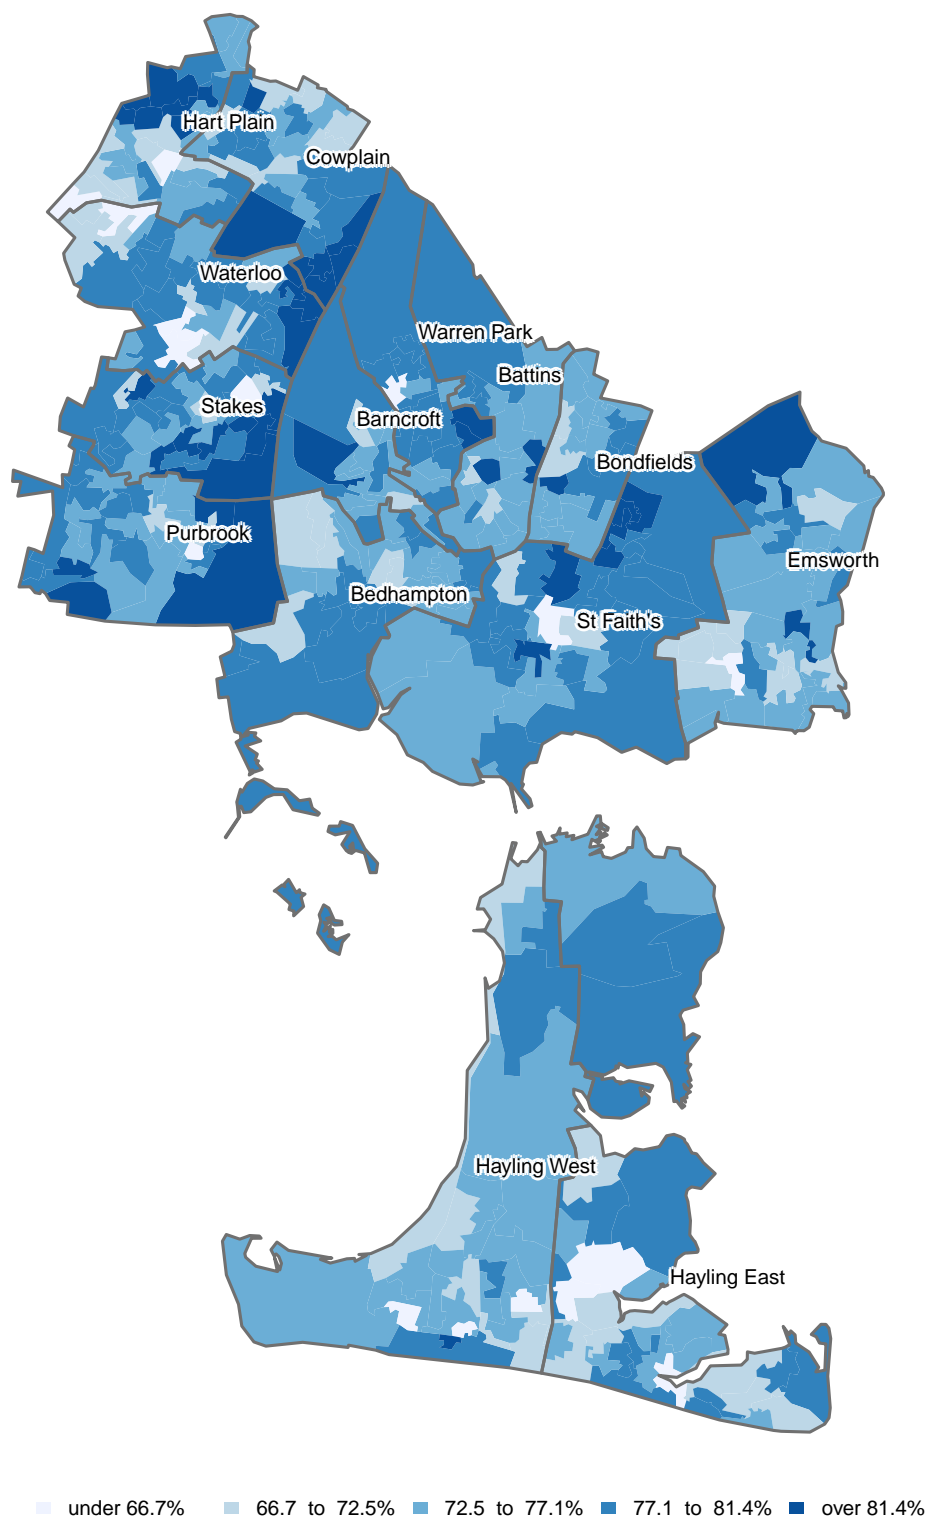 Hart Plain
Cowplain
Waterloo
Warren Park
Battins
Stakes
Barncroft
Bondfields
Purbrook
Emsworth
Bedhampton
St Faith's
Hayling West
Hayling East
under 66.7% 66.7 to 72.5% 72.5 to 77.1% 77.1 to 81.4% over 81.4%